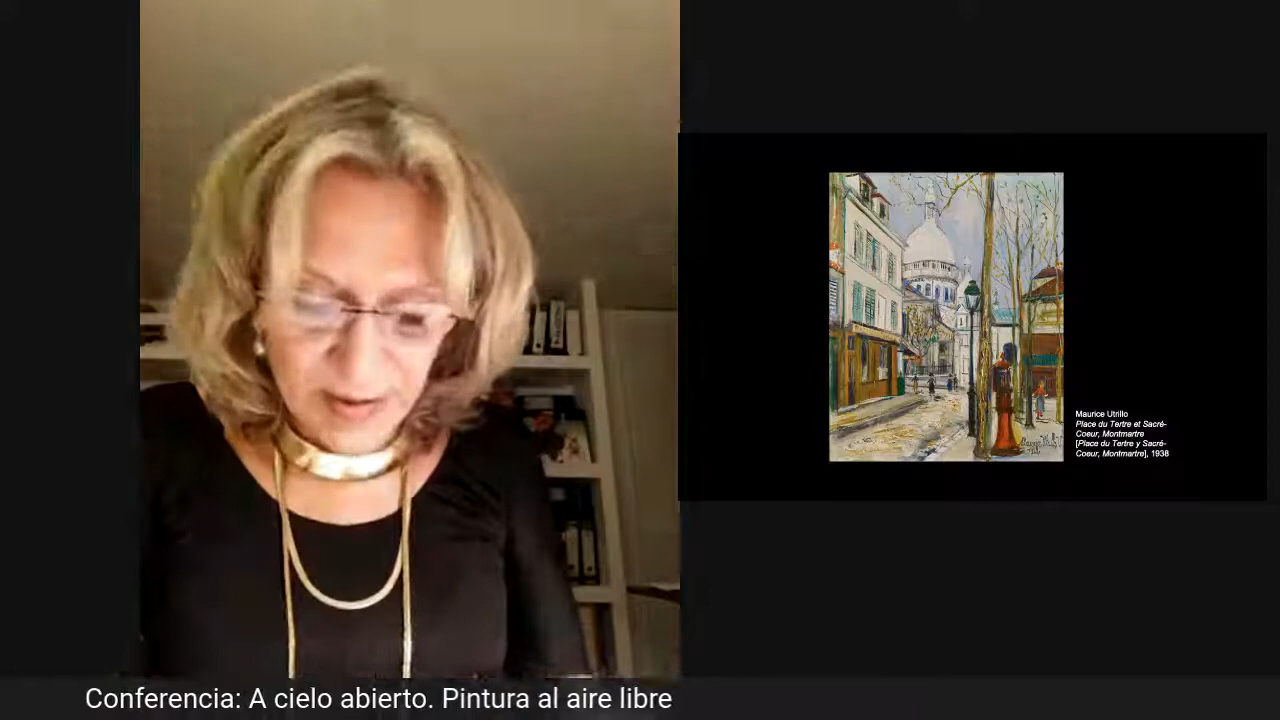 Maurice Utrillo
Place du Tertre et Sacré-
Coeur, Montmartre
[Place du Tertre y Sacré-
Coeur, Montmartre], 1938
Conferencia: A cielo abierto. Pintura al aire libre